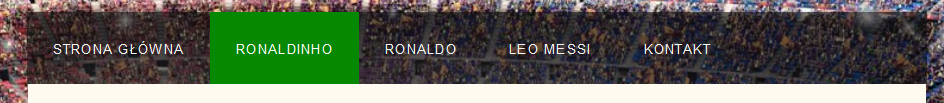 STRONA GŁÓWNA RONALDINHO RONALDO LEO MESSI KONTAKT